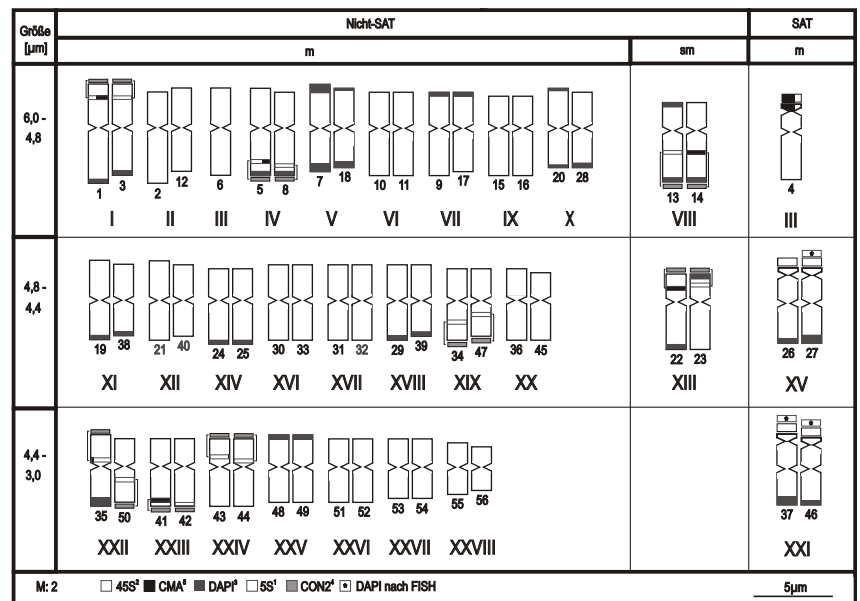 Größe [µm] Nicht-SAT SAT
m sm m
6,0 - 4,8
1 3 2 12 6 5 8 7 18 10 11 9 17 15 16 20 28 13 14 4
I II III IV V VI VII IX X VIII III
4,8 - 4,4
19 38 21 40 24 25 30 33 31 32 29 39 34 47 36 45 22 23 26 27
XI XII XIV XVI XVII XVIII XIX XX XIII XV
4,4 - 3,0
35 50 41 42 43 44 48 49 51 52 53 54 55 56 37 46
XXII XXIII XXIV XXV XXVI XXVII XXVIII XXI
M: 2 45S² CMA⁶ DAPI³ 5S¹ CON2⁴ DAPI nach FISH 5µm